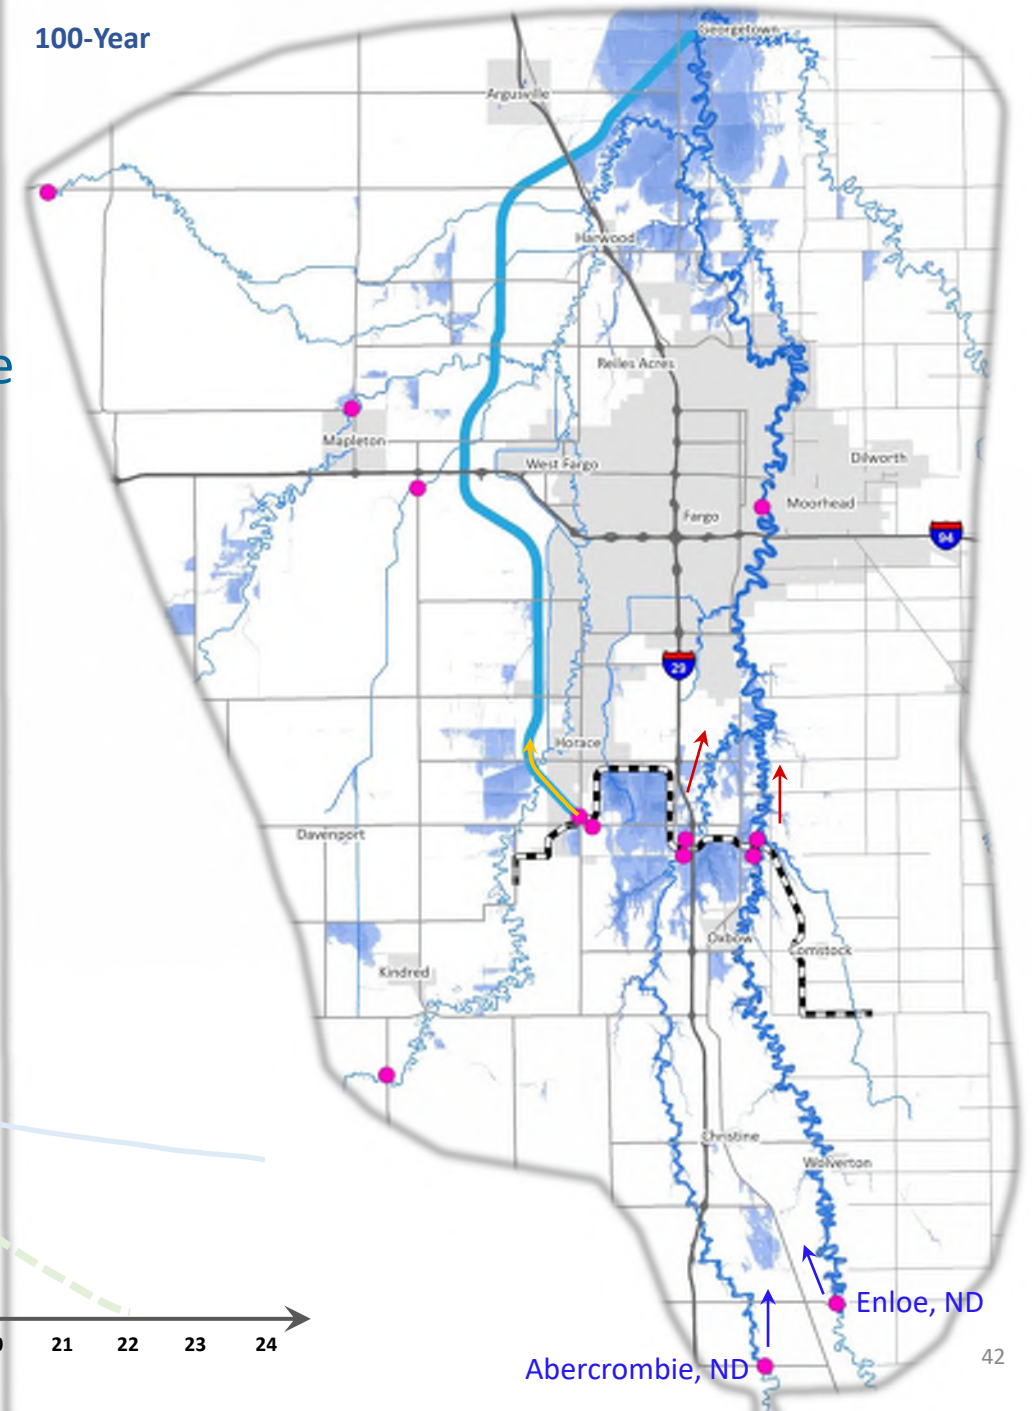 100-Year
Georgetown
Argusville
Harwood
e
Reiles Acres
Mapleton
West Fargo
Dilworth
Moorhead
Fargo
94
29
Horace
Davenport
Oxbow
Comstock
Kindred
Christine
Wolverton
Enloe, ND
Abercrombie, ND
21 22 23 24
42